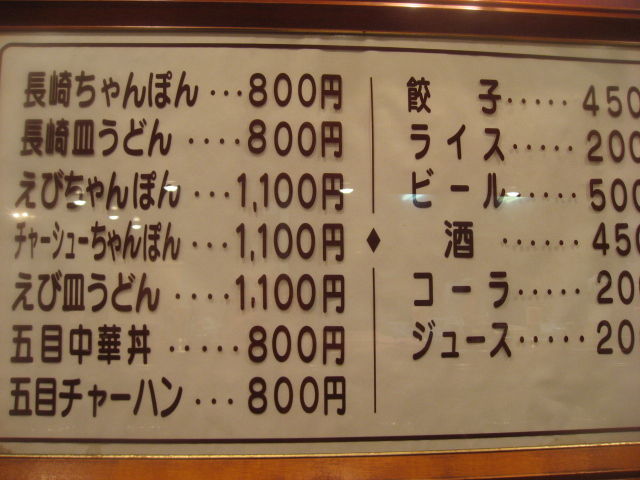 長崎ちゃんぽん・・・800円
長崎皿うどん・・・・800円
えびちゃんぽん・・・1,100円
チャーシューちゃんぽん・・・1,100円
えび皿うどん・・・・1,100円
五目中華丼・・・・・800円
五目チャーハン・・・800円
餃子・・・・・450
ライス・・・・・200
ビール・・・・・500
酒・・・・・450
コーラ・・・・・200
ジュース・・・・・20